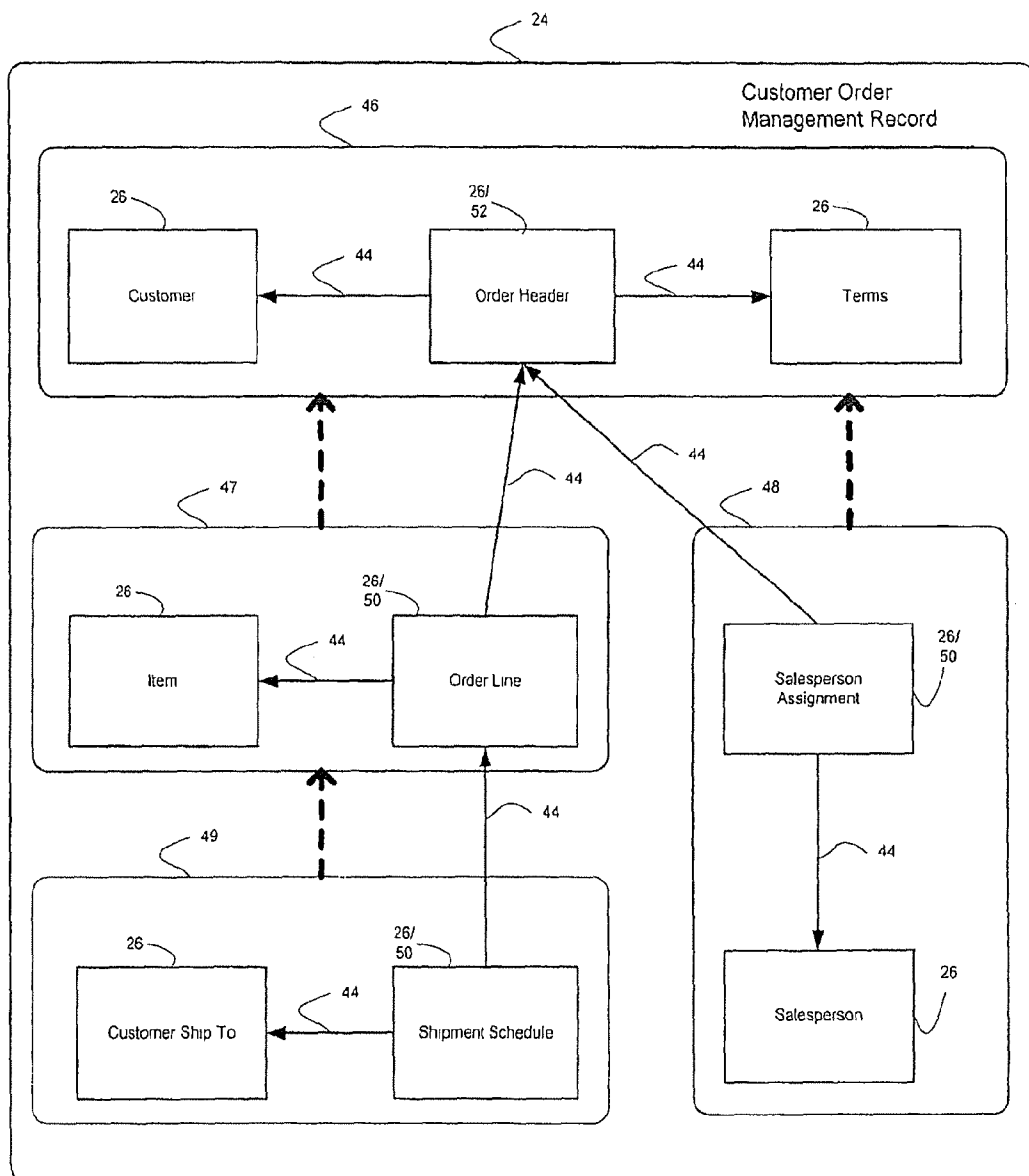 24
Customer Order
Management Record
46
26
26/
52
26
44
44
Customer
Order Header
Terms
44
44
47
48
26
26/
50
44
Item
Order Line
26/
50
Salesperson
Assignment
44
49
44
26
26/
50
44
26
Customer Ship To
Shipment Schedule
Salesperson